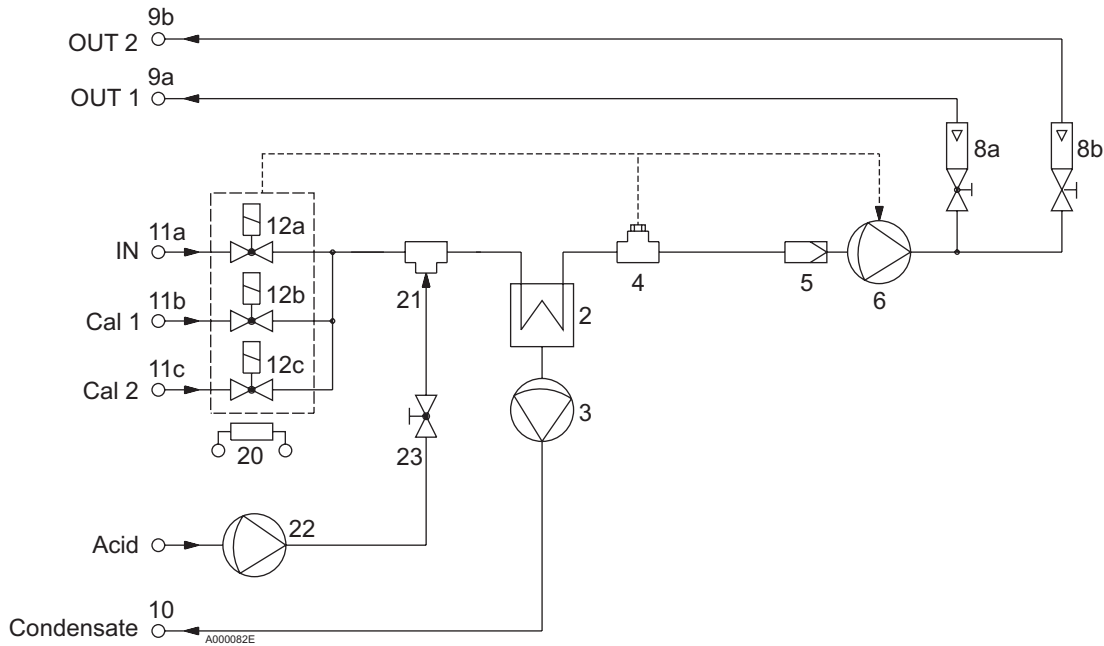 9b
OUT 2
9a
OUT 1
8a
8b
11a
IN
12a
21
2
4
5
6
11b
Cal 1
12b
11c
Cal 2
12c
3
20
23
Acid
22
10
Condensate
A000082E